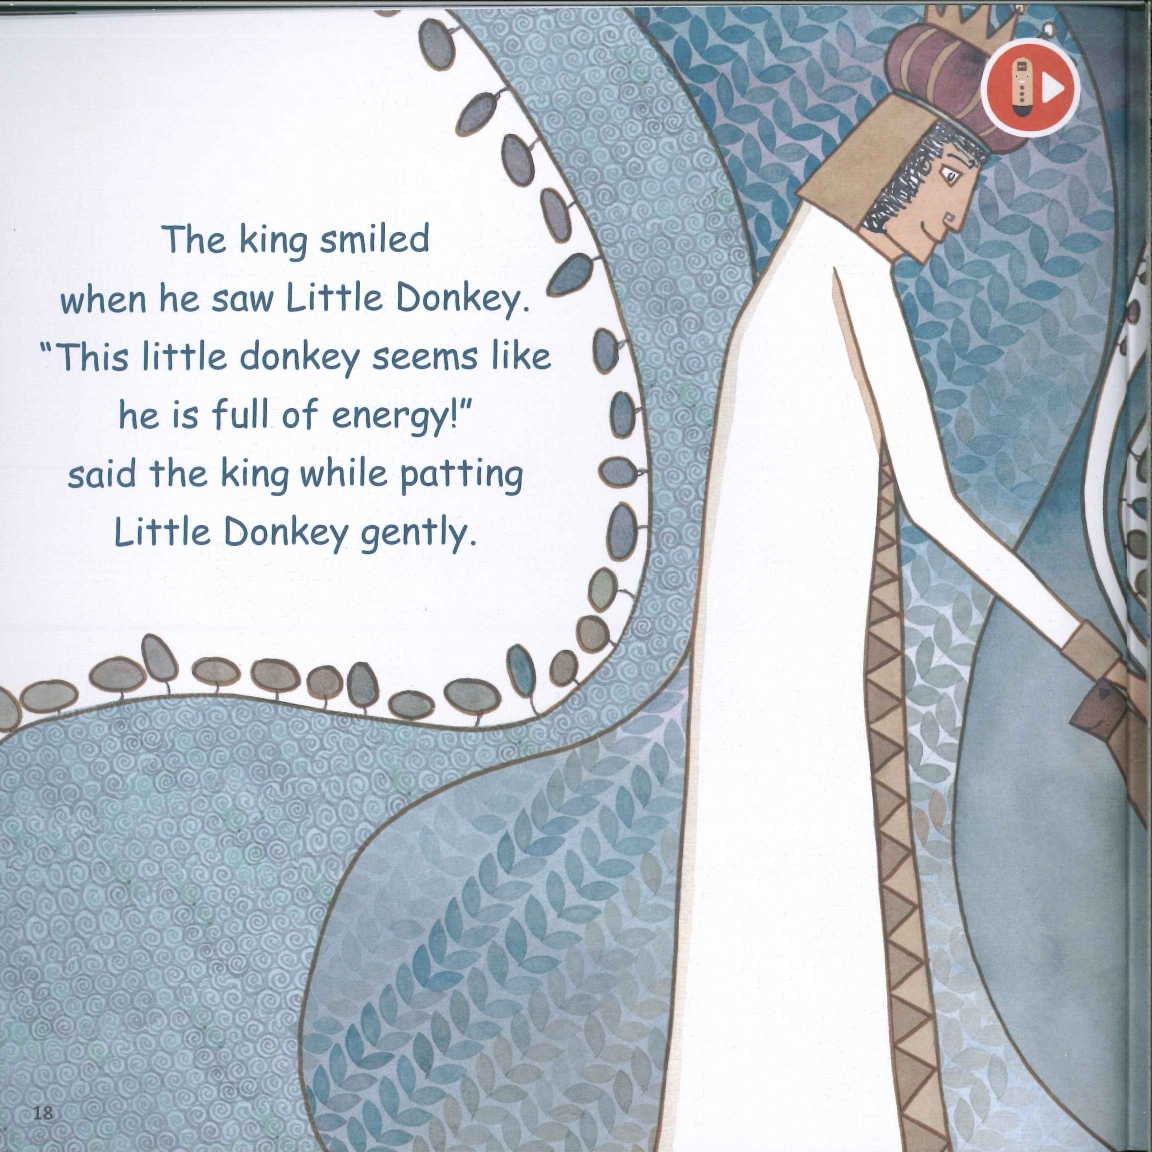 The king smiled
when he saw Little Donkey.
“This little donkey seems like
he is full of energy!”
said the king while patting
Little Donkey gently.
18